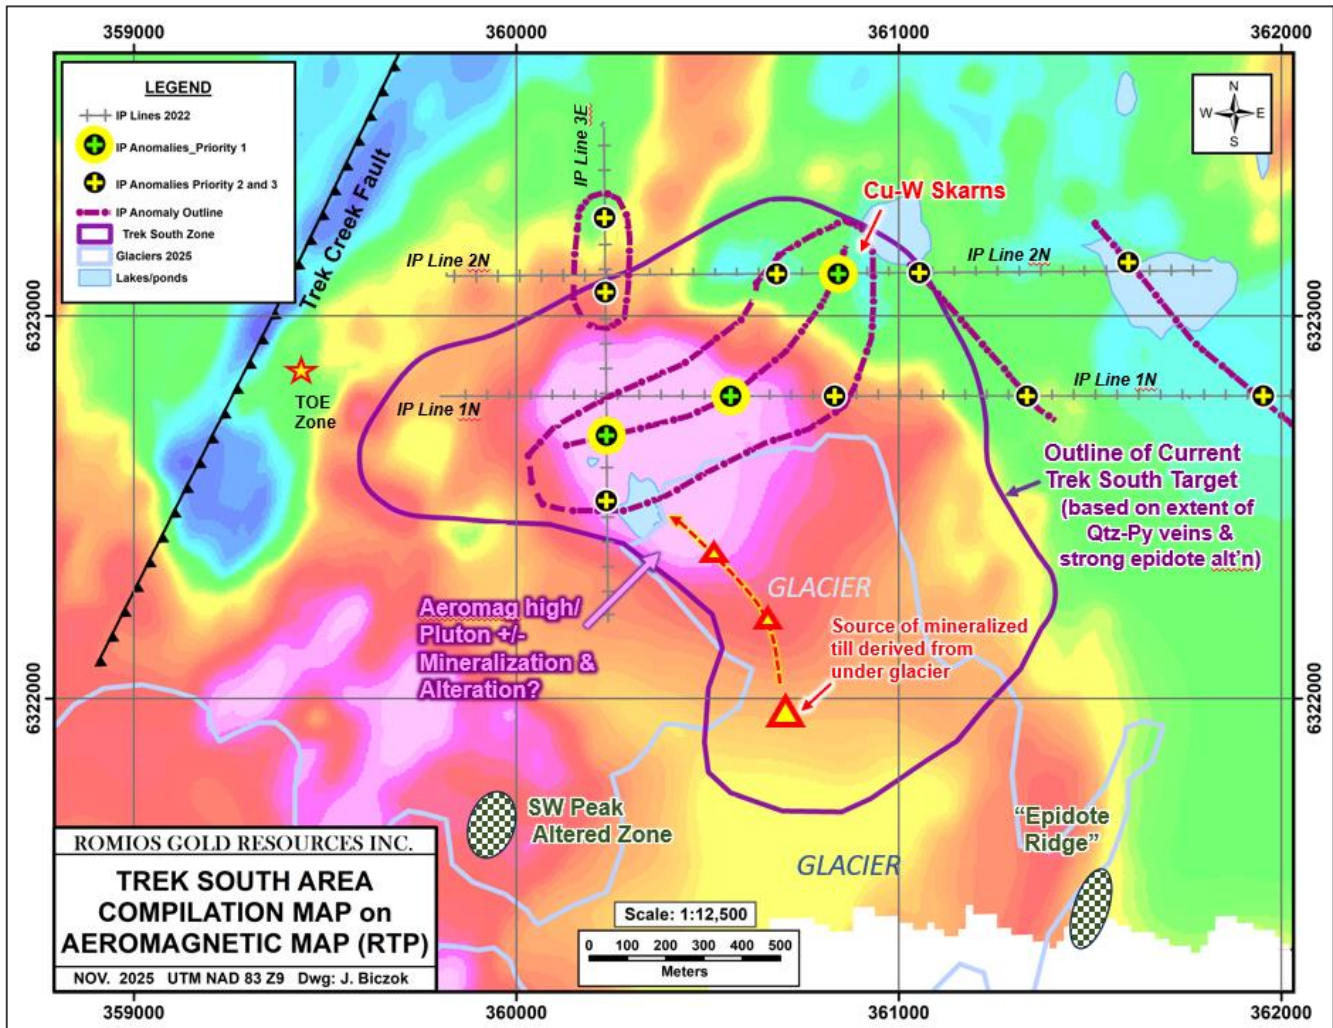 359000
360000
361000
362000
LEGEND
IP Lines 2022
IP Anomalies_Priority 1
IP Anomalies Priority 2 and 3
IP Anomaly Outline
Trek South Zone
Glaciers 2025
Lakes/ponds
Trek Creek Fault
IP Line 3E
N
W
E
S
Cu-W Skarns
IP Line 2N
IP Line 2N
6323000
6323000
TOE
Zone
IP Line 1N
IP Line 1N
Outline of Current
Trek South Target
(based on extent of
Qtz-Py veins &
strong epidote alt'n)
GLACIER
Aeromag high/
Pluton +/-
Mineralization &
Alteration?
Source of mineralized
till derived from
under glacier
6322000
6322000
SW Peak
Altered Zone
"Epidote
Ridge"
GLACIER
ROMIOS GOLD RESOURCES INC.
TREK SOUTH AREA
COMPILATION MAP on
AEROMAGNETIC MAP (RTP)
NOV. 2025 UTM NAD 83 Z9 Dwg: J. Biczok
Scale: 1:12,500
0 100 200 300 400 500
Meters
359000
360000
361000
362000